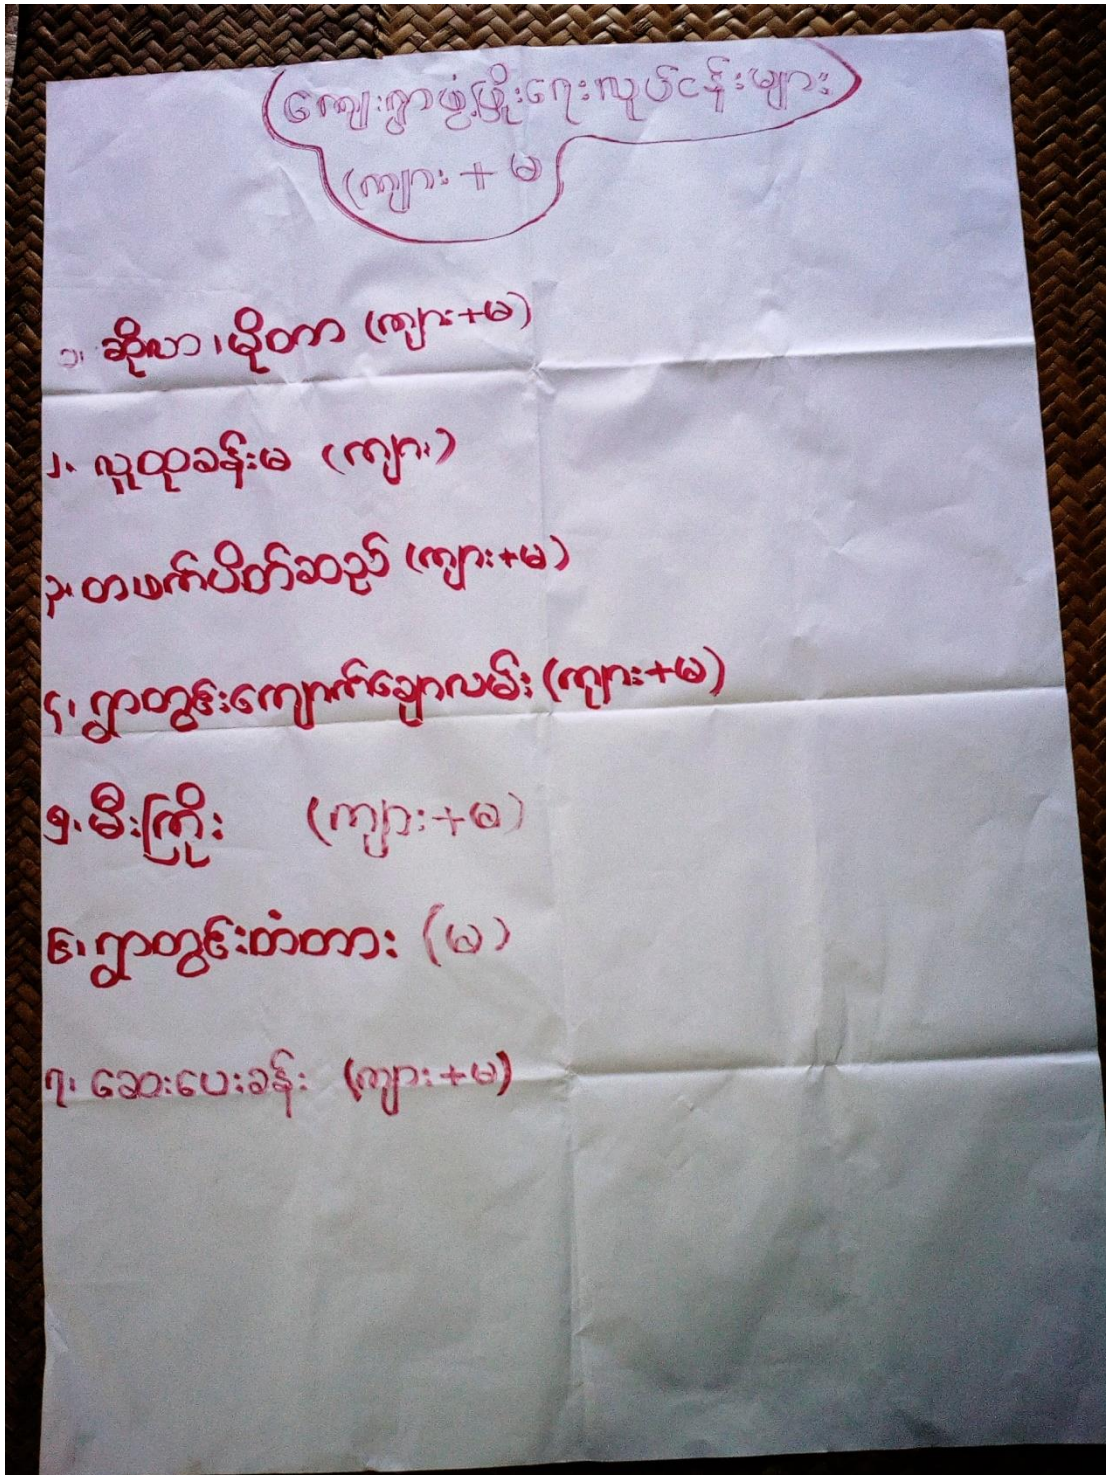 ကျေးရွာဖွံ့ဖြိုးရေးလုပ်ငန်းများ
(ကျား + မ
၁၊ ဆိုလာ၊မိုတာ (ကျား+မ)
၂၊ လူထုခန်းမ (ကျား)
၃၊ တဖက်ပိတ်ဆည် (ကျား+မ)
၄၊ ရွာတွင်းကျောက်ချောလမ်း (ကျား+မ)
၅၊ မီးကြိုး (ကျား+မ)
၆၊ ရွာတွင်းတံတား (မ)
၇၊ ဆေးပေးခန်း (ကျား+မ)